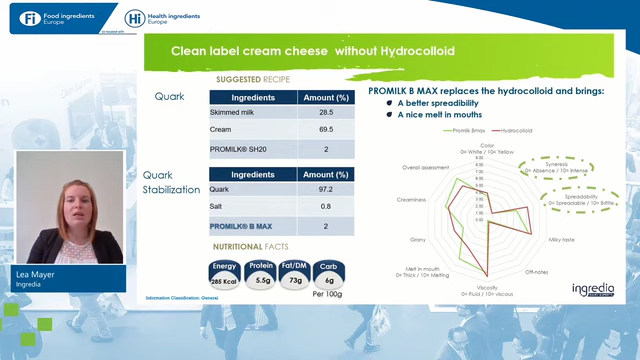 Fi
Food ingredients
Europe
co-located with
Hi
Health ingredients
Europe
Clean label cream cheese without Hydrocolloid
SUGGESTED RECIPE
Quark
Ingredients Amount (%)
Skimmed milk 28.5
Cream 69.5
PROMILK® SH20 2
Quark
Stabilization
Ingredients Amount (%)
Quark 97.2
Salt 0.8
PROMILK® B MAX 2
NUTRITIONAL FACTS
Energy Protein Fat/DM Carb
285 Kcal 5.5g 73g 6g
Per 100g
Information Classification: General
PROMILK B MAX replaces the hydrocolloid and brings:
A better spreadibility
A nice melt in mouths
Promilk Bmax Hydrocoloid
Color
0= White / 10= Yellow
Syneresis
0= Absence / 10= Intense
Spreadability
0= Spreadable / 10= Brittle
Milky taste
Off-notes
Viscosity
0= Fluid / 10= viscous
Melt in mouth
0= Thick / 10= Melting
Grainy
Creaminess
Overall assessment
ingredia
Lea Mayer
Ingredia